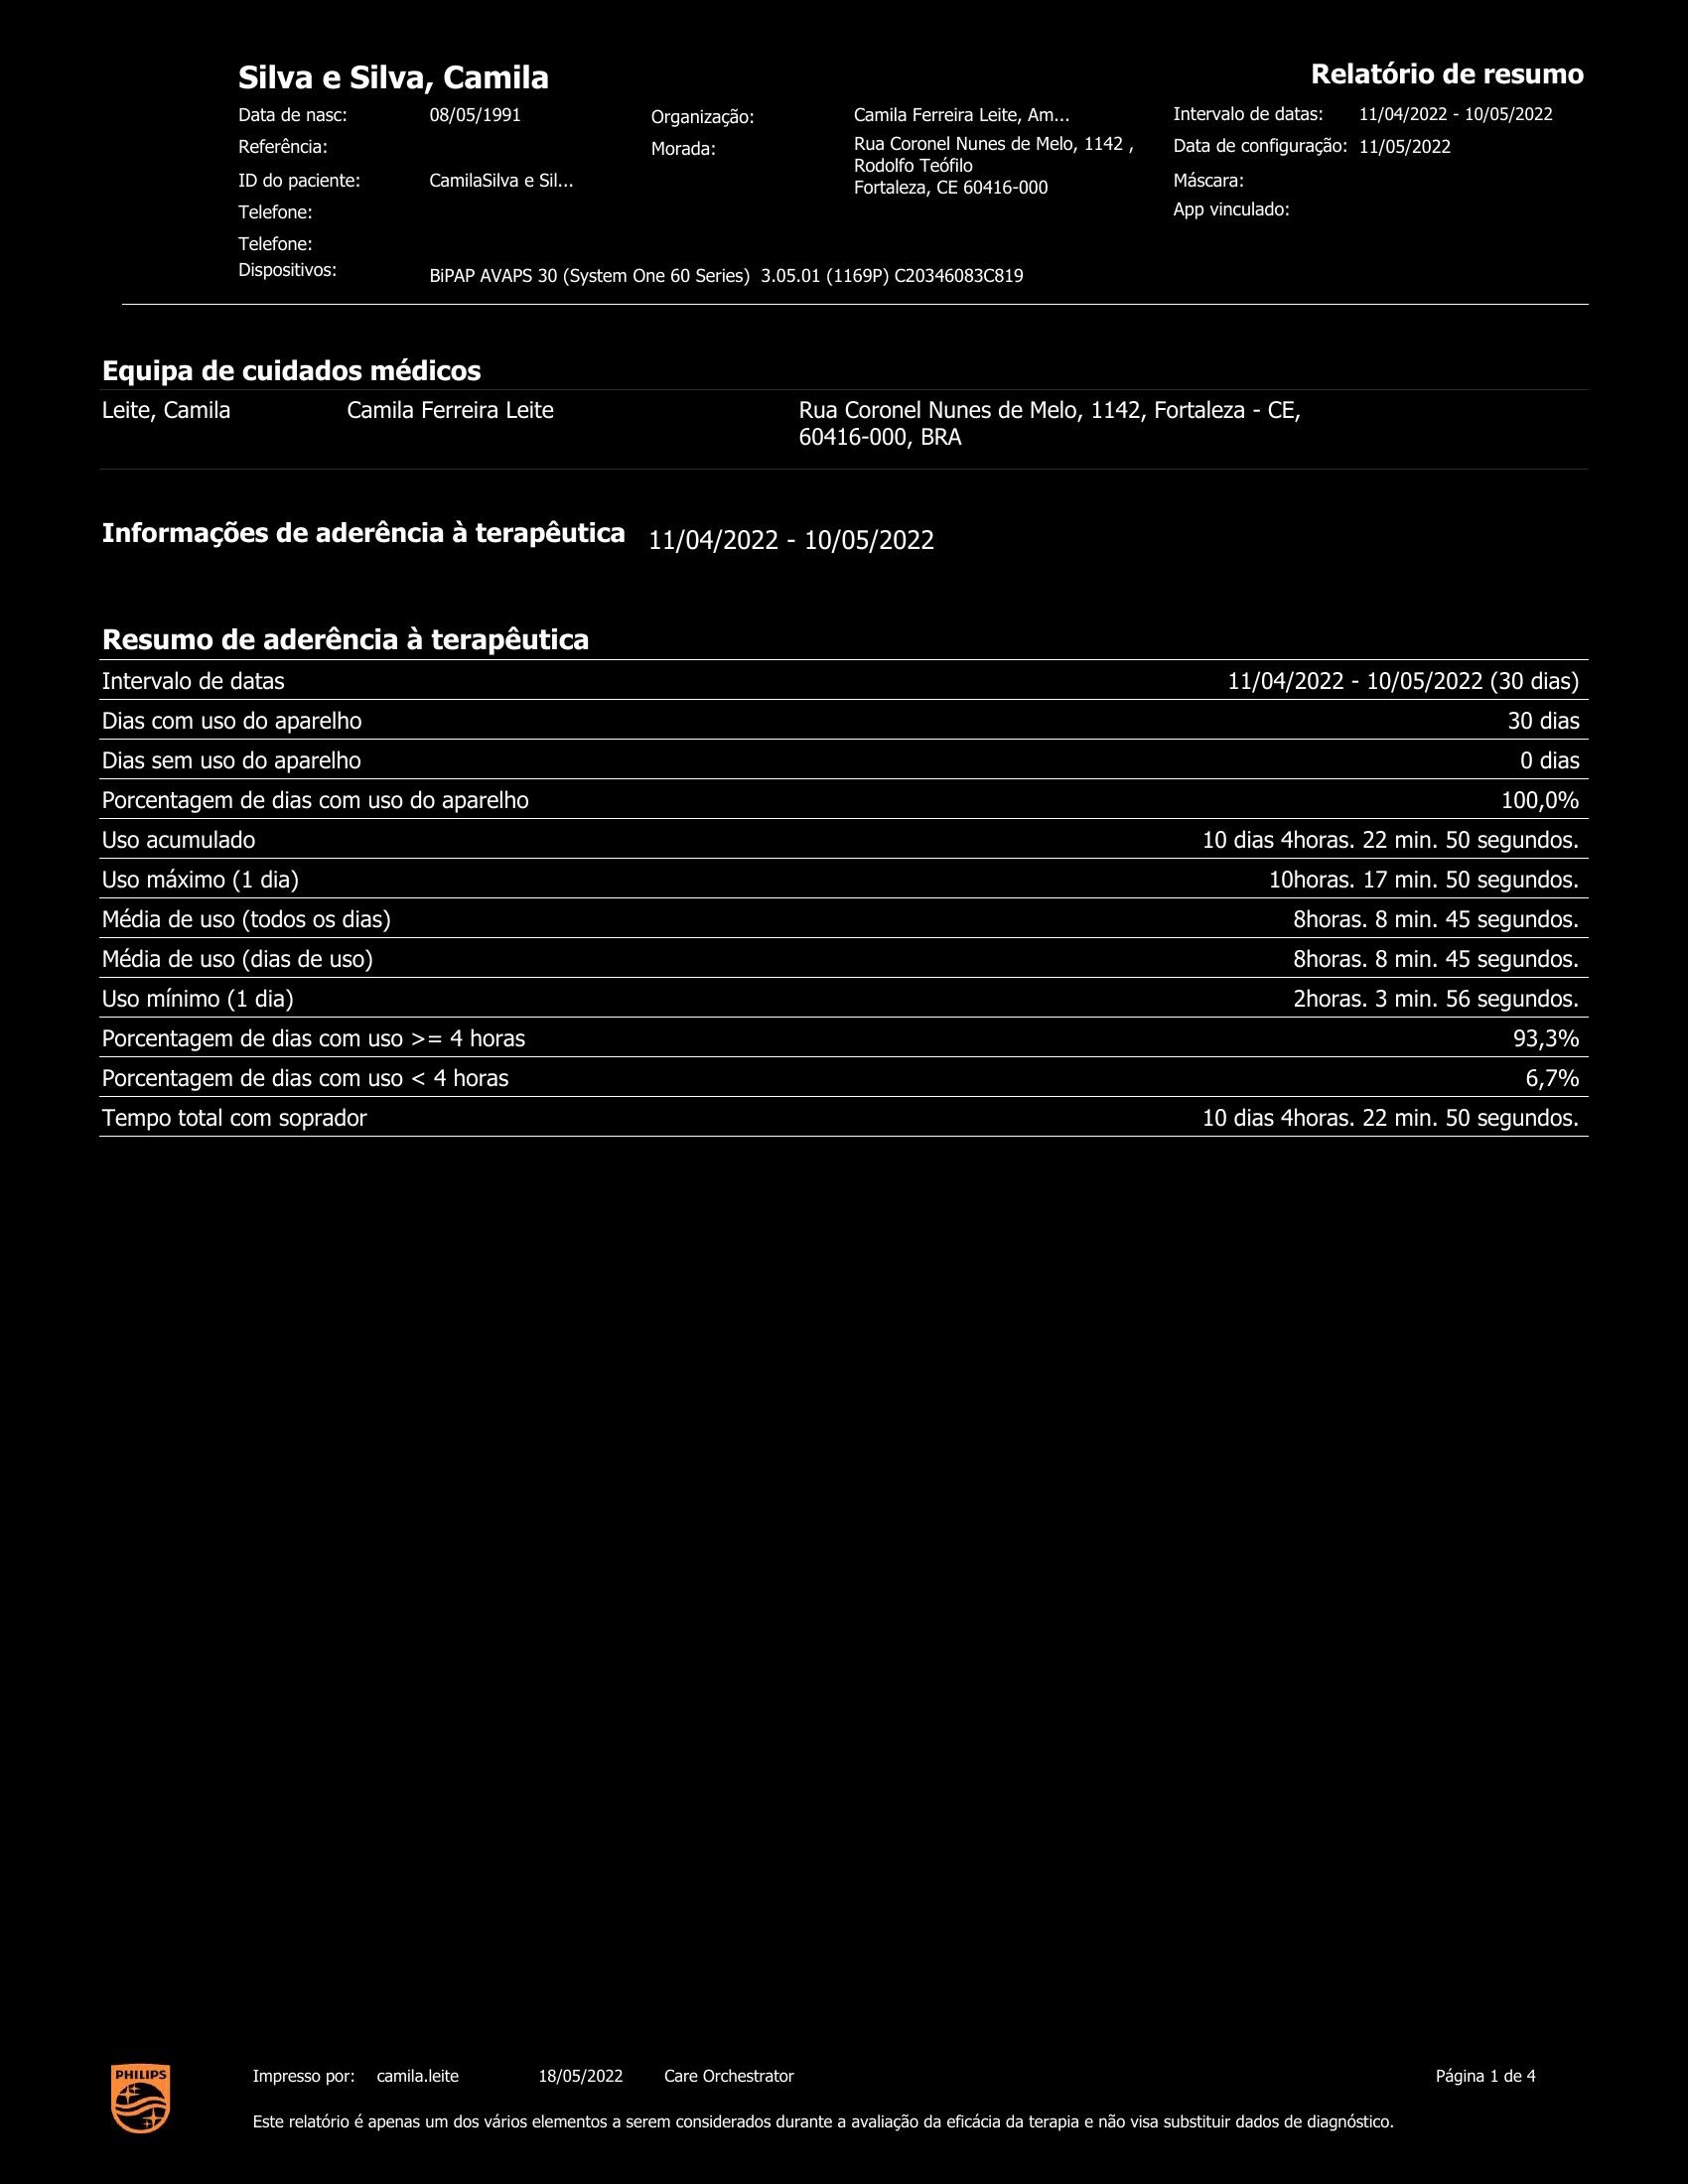 Silva e Silva, Camila
Relatório de resumo
Data de nasc: 08/05/1991
Organização: Camila Ferreira Leite, Am...
Intervalo de datas: 11/04/2022 - 10/05/2022
Referência:
Morada: Rua Coronel Nunes de Melo, 1142 ,
Rodolfo Teófilo
Fortaleza, CE 60416-000
Data de configuração: 11/05/2022
ID do paciente: CamilaSilva e Sil...
Máscara:
Telefone:
App vinculado:
Telefone:
Dispositivos: BiPAP AVAPS 30 (System One 60 Series) 3.05.01 (1169P) C20346083C819
Equipa de cuidados médicos
Leite, Camila Camila Ferreira Leite Rua Coronel Nunes de Melo, 1142, Fortaleza - CE,
60416-000, BRA
Informações de aderência à terapêutica 11/04/2022 - 10/05/2022
Resumo de aderência à terapêutica
Intervalo de datas 11/04/2022 - 10/05/2022 (30 dias)
Dias com uso do aparelho 30 dias
Dias sem uso do aparelho 0 dias
Porcentagem de dias com uso do aparelho 100,0%
Uso acumulado 10 dias 4horas. 22 min. 50 segundos.
Uso máximo (1 dia) 10horas. 17 min. 50 segundos.
Média de uso (todos os dias) 8horas. 8 min. 45 segundos.
Média de uso (dias de uso) 8horas. 8 min. 45 segundos.
Uso mínimo (1 dia) 2horas. 3 min. 56 segundos.
Porcentagem de dias com uso >= 4 horas 93,3%
Porcentagem de dias com uso < 4 horas 6,7%
Tempo total com soprador 10 dias 4horas. 22 min. 50 segundos.
PHILIPS
Impresso por: camila.leite 18/05/2022 Care Orchestrator Página 1 de 4
Este relatório é apenas um dos vários elementos a serem considerados durante a avaliação da eficácia da terapia e não visa substituir dados de diagnóstico.